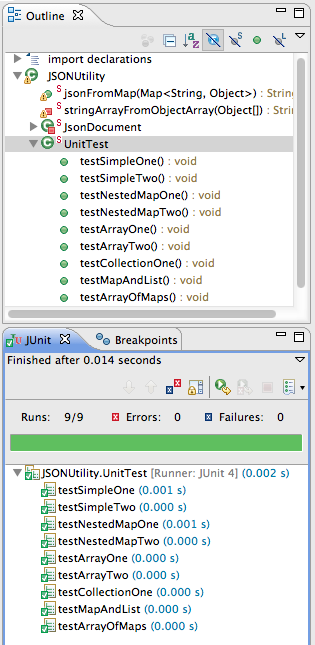 Outline
import declarations
JSONUtility
S jsonFromMap(Map<String, Object>) : Strin
S stringArrayFromObjectArray(Object[]) : S
S JsonDocument
S UnitTest
testSimpleOne() : void
testSimpleTwo() : void
testNestedMapOne() : void
testNestedMapTwo() : void
testArrayOne() : void
testArrayTwo() : void
testCollectionOne() : void
testMapAndList() : void
testArrayOfMaps() : void
JUnit Breakpoints
Finished after 0.014 seconds
Runs: 9/9 Errors: 0 Failures: 0
JSONUtility.UnitTest [Runner: JUnit 4] (0.002 s)
testSimpleOne (0.001 s)
testSimpleTwo (0.000 s)
testNestedMapOne (0.001 s)
testNestedMapTwo (0.000 s)
testArrayOne (0.000 s)
testArrayTwo (0.000 s)
testCollectionOne (0.000 s)
testMapAndList (0.000 s)
testArrayOfMaps (0.000 s)